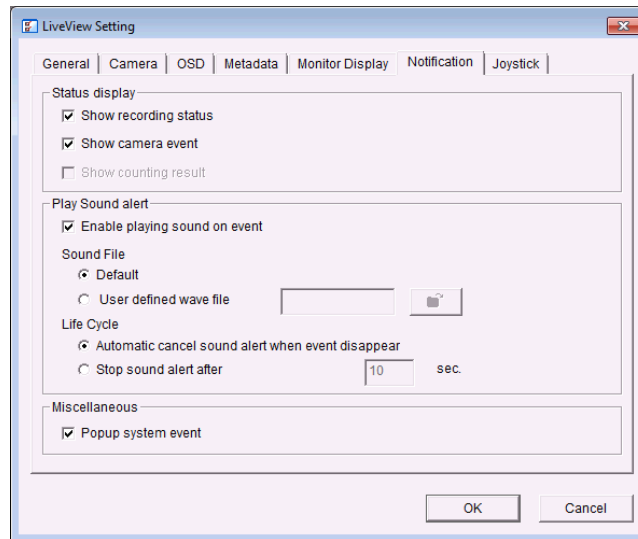 LiveView Setting
General Camera OSD Metadata Monitor Display Notification Joystick
Status display
Show recording status
Show camera event
Show counting result
Play Sound alert
Enable playing sound on event
Sound File
Default
User defined wave file
Life Cycle
Automatic cancel sound alert when event disappear
Stop sound alert after 10 sec.
Miscellaneous
Popup system event
OK Cancel